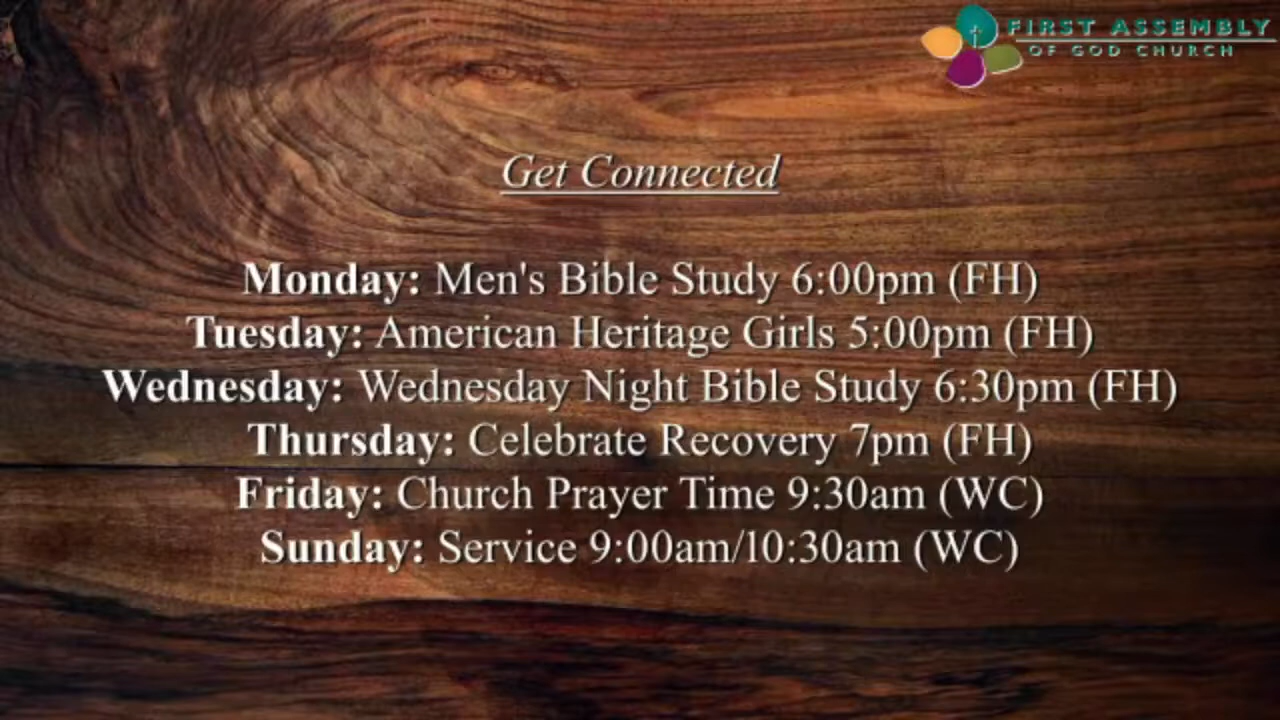 FIRST ASSEMBLY
OF GOD CHURCH
Get Connected
Monday: Men's Bible Study 6:00pm (FH)
Tuesday: American Heritage Girls 5:00pm (FH)
Wednesday: Wednesday Night Bible Study 6:30pm (FH)
Thursday: Celebrate Recovery 7pm (FH)
Friday: Church Prayer Time 9:30am (WC)
Sunday: Service 9:00am/10:30am (WC)